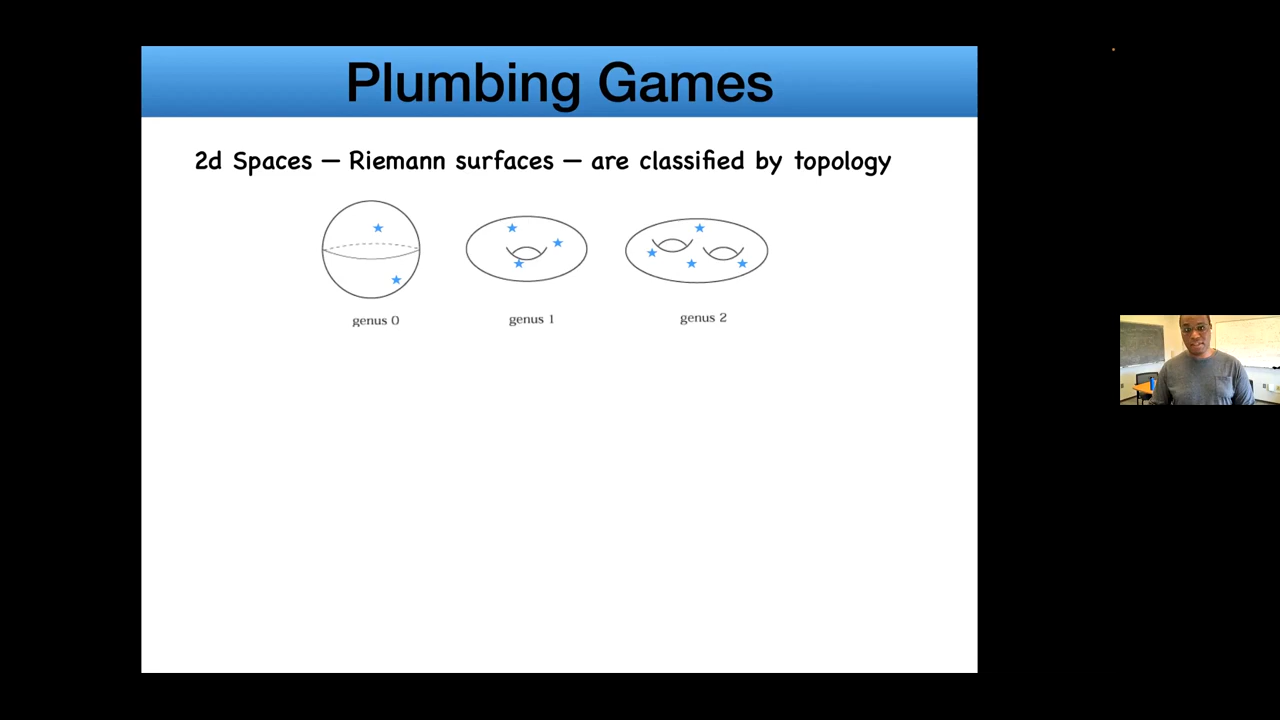 Plumbing Games
2d Spaces — Riemann surfaces — are classified by topology
genus 0
genus 1
genus 2